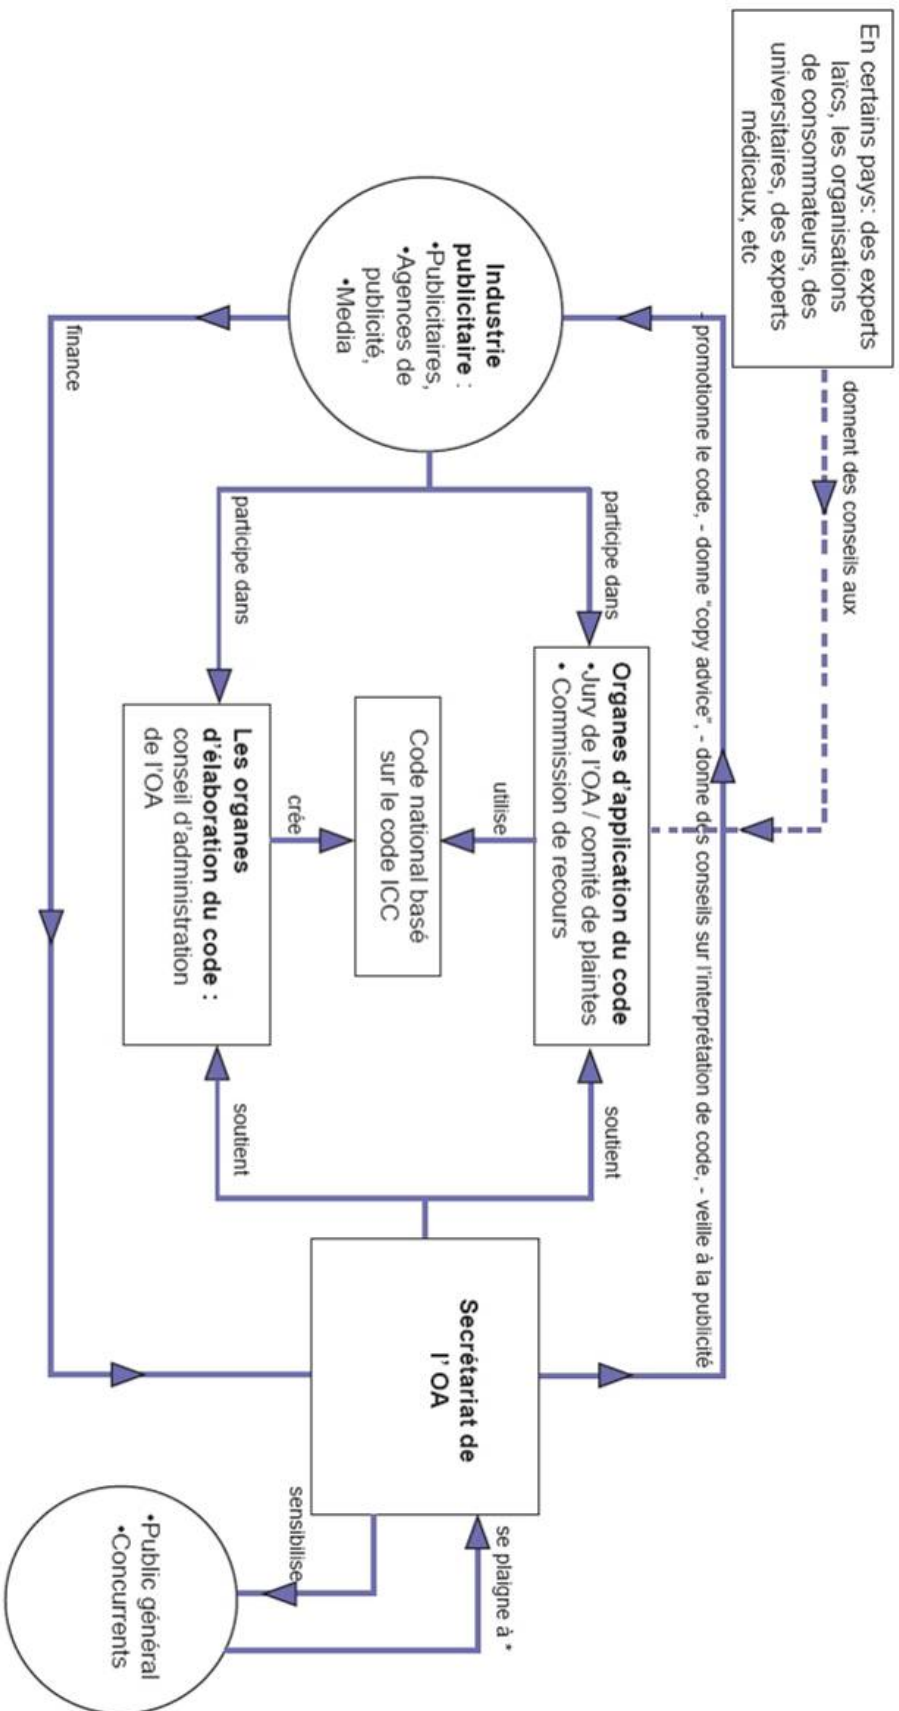 En certains pays: des experts
laïcs, les organisations
de consommateurs, des
universitaires, des experts
médicaux, etc
donnent des conseils aux
- promotionne le code, - donne "copy advice", - donne des conseils sur l'interprétation de code, - veille à la publicité
Industrie
publicitaire :
•Publicitaires,
•Agences de
publicité,
•Media
participe dans
Organes d'application du code
•Jury de l'OA / comité de plaintes
• Commission de recours
soutient
utilise
Code national basé
sur le code ICC
crée
participe dans
Les organes
d'élaboration du code :
conseil d'administration
de l'OA
soutient
Secrétariat de
l' OA
se plaigne à *
sensibilise
•Public général
•Concurrents
finance